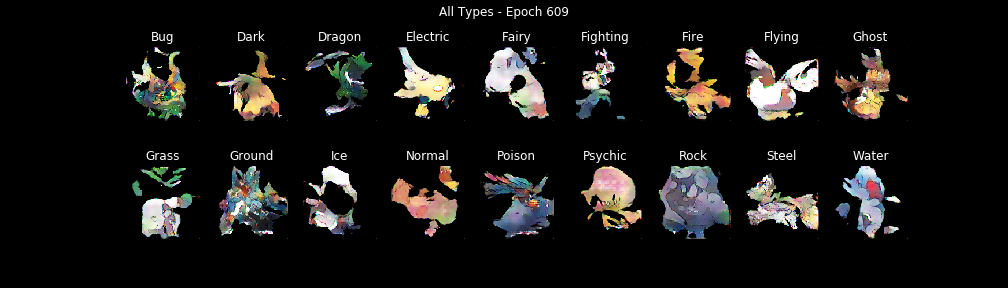 All Types - Epoch 609
Bug Dark Dragon Electric Fairy Fighting Fire Flying Ghost
Grass Ground Ice Normal Poison Psychic Rock Steel Water